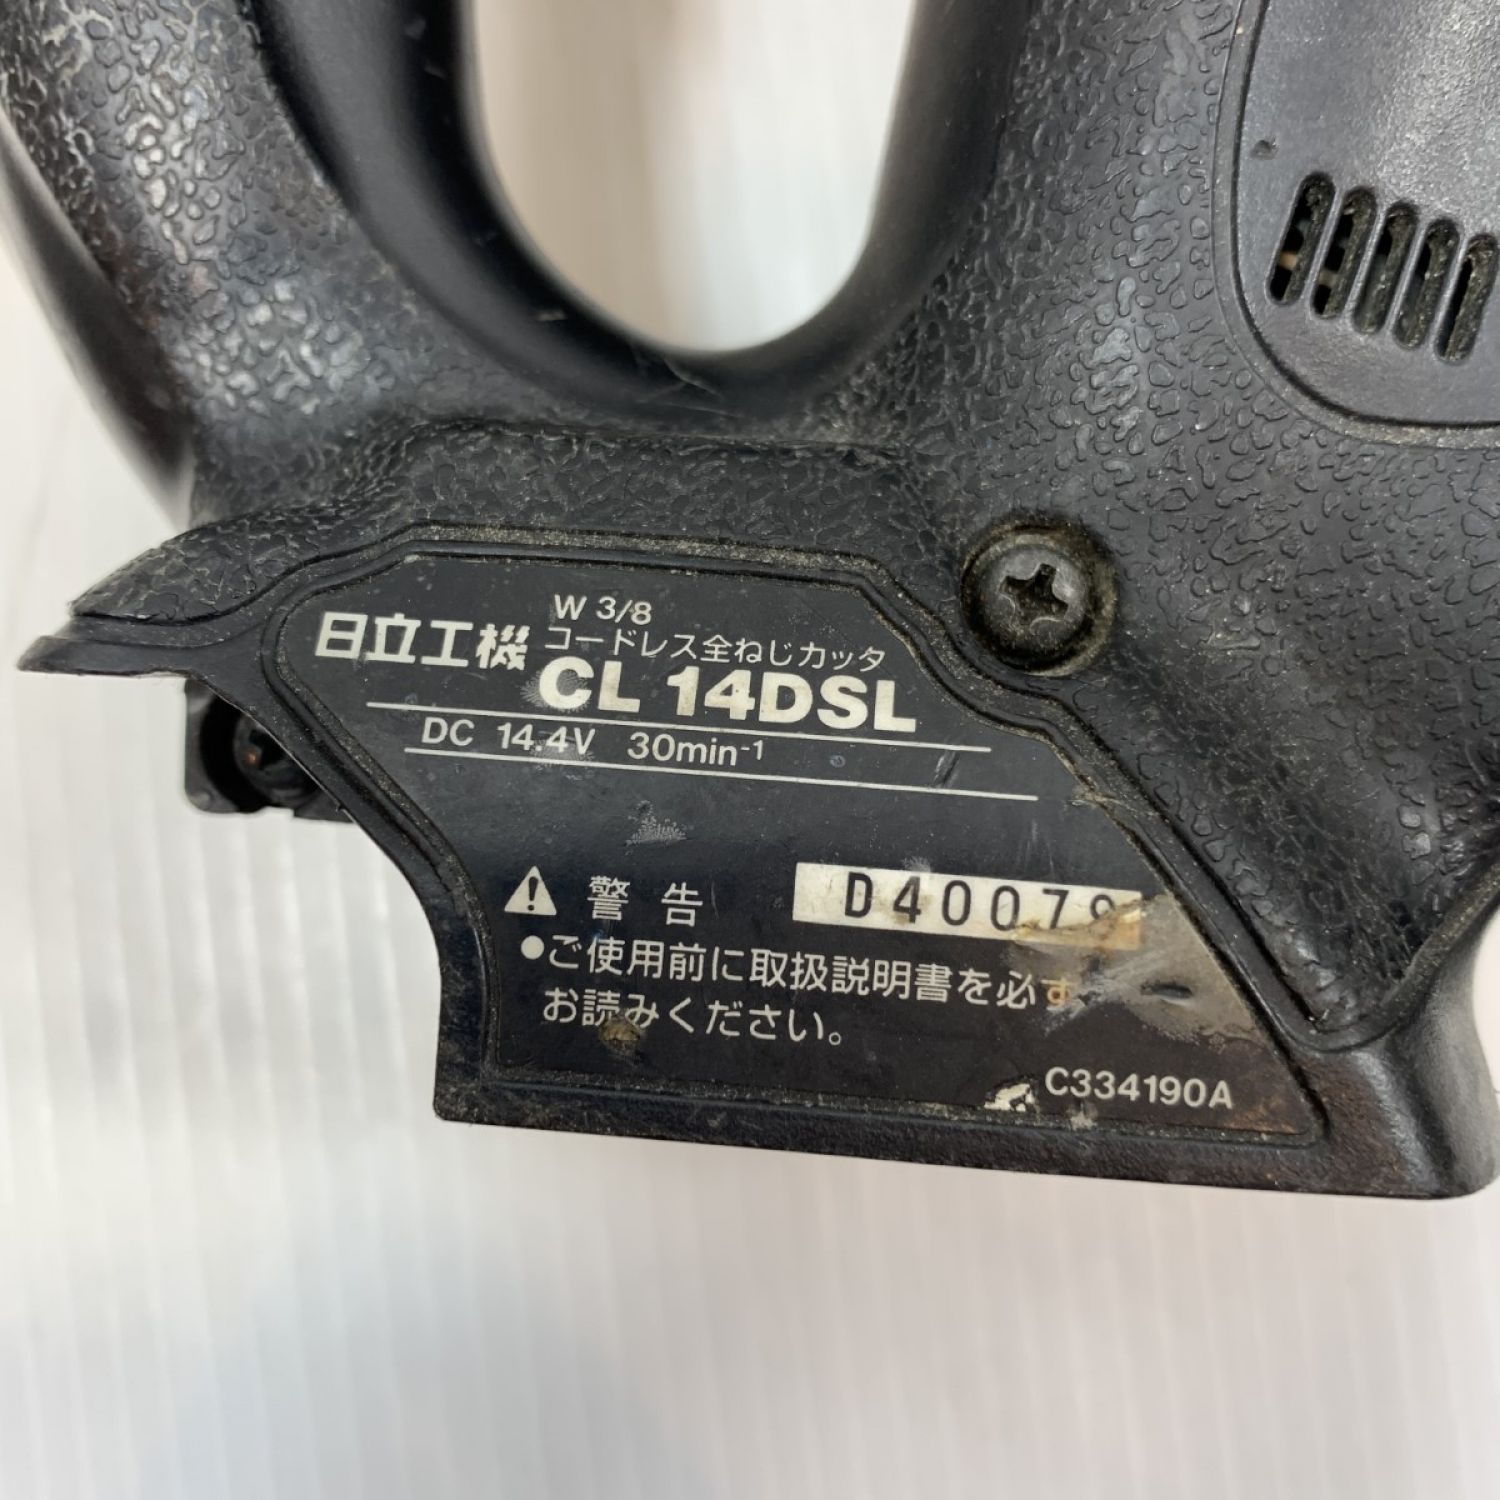 W 3/8
日立工機 コードレス全ねじカッタ
CL 14DSL
DC 14.4V 30min⁻¹
⚠ 警告
D40079
●ご使用前に取扱説明書を必ず
お読みください。
C334190A